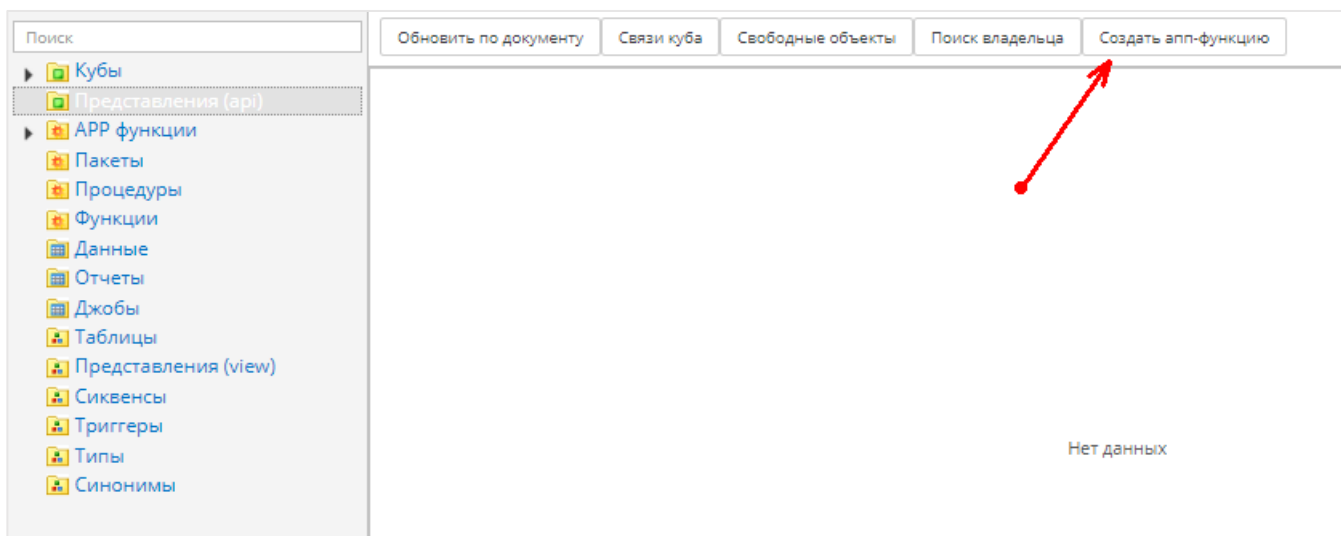 Поиск
Обновить по документу Связи куба Свободные объекты Поиск владельца Создать апп-функцию
Кубы
Представления (api)
APP функции
Пакеты
Процедуры
Функции
Данные
Отчеты
Джобы
Таблицы
Представления (view)
Сиквенсы
Триггеры
Типы
Синонимы
Нет данных